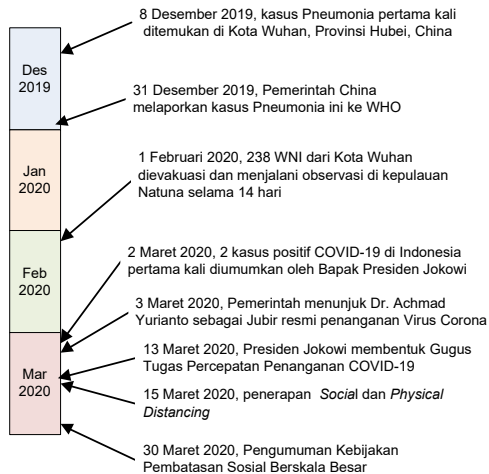 8 Desember 2019, kasus Pneumonia pertama kali
ditemukan di Kota Wuhan, Provinsi Hubei, China
Des
2019
31 Desember 2019, Pemerintah China
melaporkan kasus Pneumonia ini ke WHO
Jan
2020
1 Februari 2020, 238 WNI dari Kota Wuhan
dievakuasi dan menjalani observasi di kepulauan
Natuna selama 14 hari
Feb
2020
2 Maret 2020, 2 kasus positif COVID-19 di Indonesia
pertama kali diumumkan oleh Bapak Presiden Jokowi
3 Maret 2020, Pemerintah menunjuk Dr. Achmad
Yurianto sebagai Jubir resmi penanganan Virus Corona
Mar
2020
13 Maret 2020, Presiden Jokowi membentuk Gugus
Tugas Percepatan Penanganan COVID-19
15 Maret 2020, penerapan Social dan Physical
Distancing
30 Maret 2020, Pengumuman Kebijakan
Pembatasan Sosial Berskala Besar